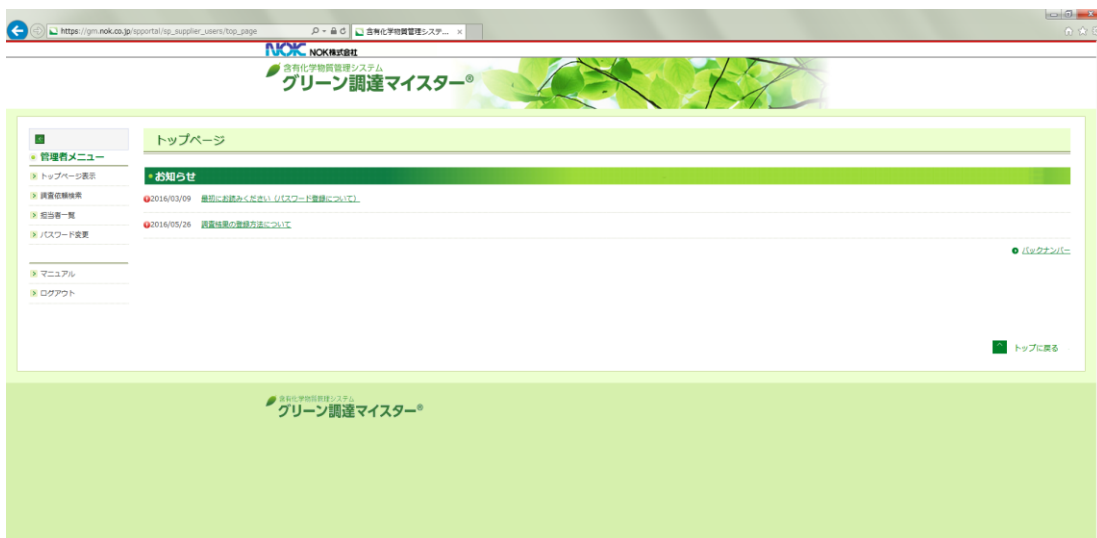 https://gm.nok.co.jp/spportal/sp_supplier_users/top_page
含有化学物質管理システ...
NOK NOK株式会社
含有化学物質管理システム
グリーン調達マイスター®
管理者メニュー
トップページ表示
調査依頼検索
担当者一覧
パスワード変更
マニュアル
ログアウト
トップページ
お知らせ
2016/03/09 最初にお読みください（パスワード登録について）
2016/05/26 調査結果の登録方法について
バックナンバー
トップに戻る
含有化学物質管理システム
グリーン調達マイスター®